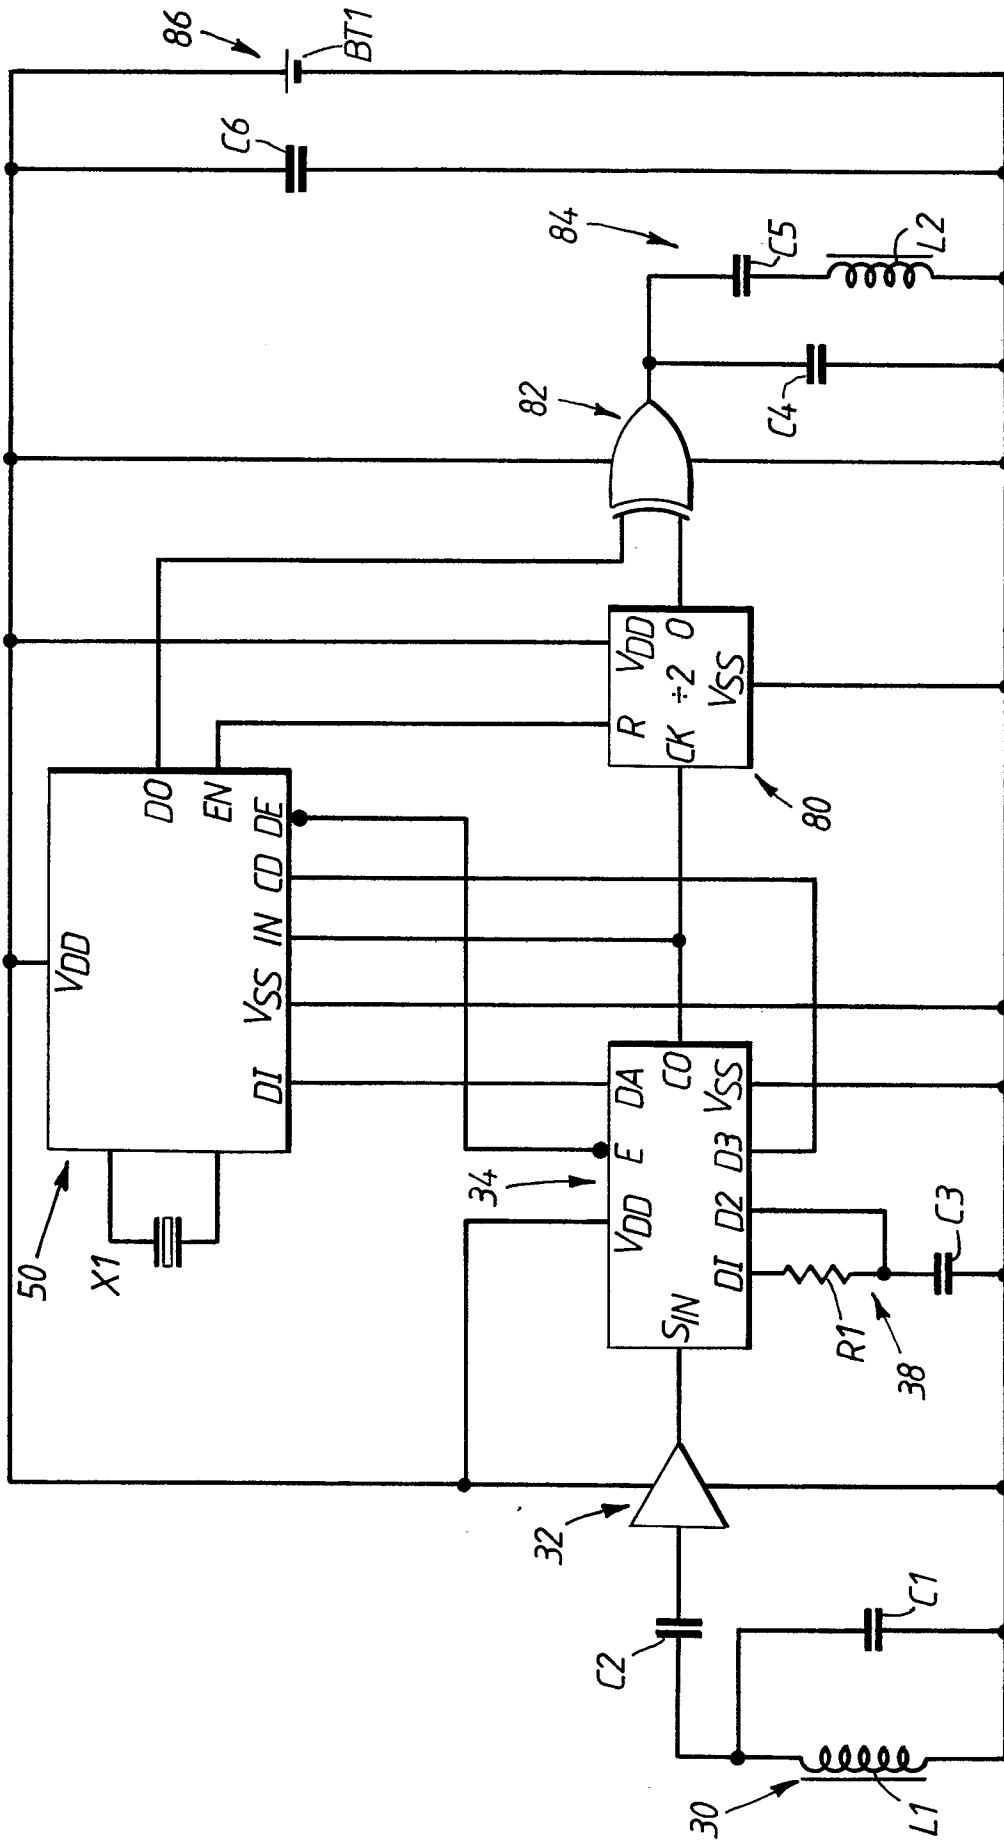 86
BT1
C6
84
C5
L2
82
C4
50
X1
VDD
DO
EN
DI
VSS
IN
CD
DE
R
VDD
CK
÷2
O
VSS
80
34
VDD
E
DA
SIN
CO
DI
D2
D3
VSS
R1
38
C3
32
C2
C1
30
L1